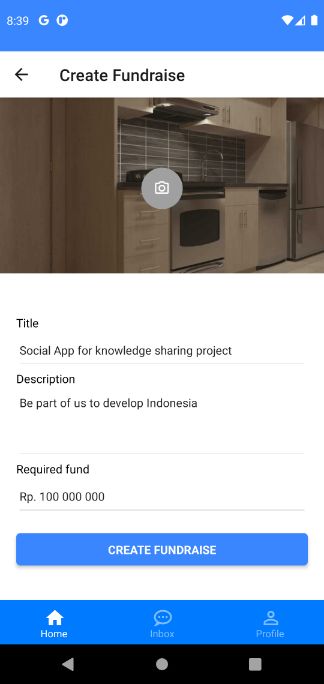 8:39
Create Fundraise
Title
Social App for knowledge sharing project
Description
Be part of us to develop Indonesia
Required fund
Rp. 100 000 000
CREATE FUNDRAISE
Home
Inbox
Profile